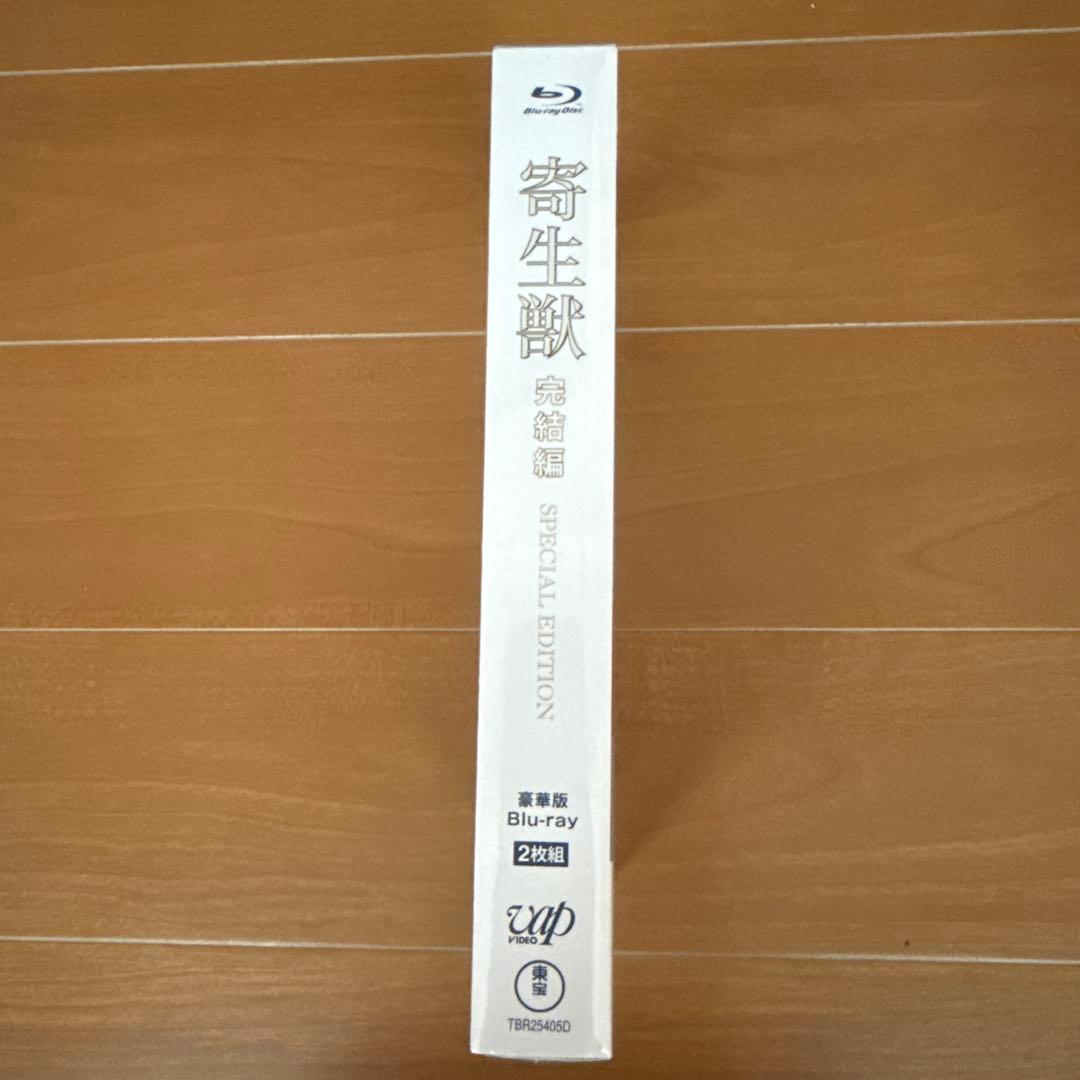 Blu-ray Disc
寄生獣
完結編
SPECIAL EDITION
豪華版
Blu-ray
2枚組
vap
VIDEO
東宝
TBR25405D